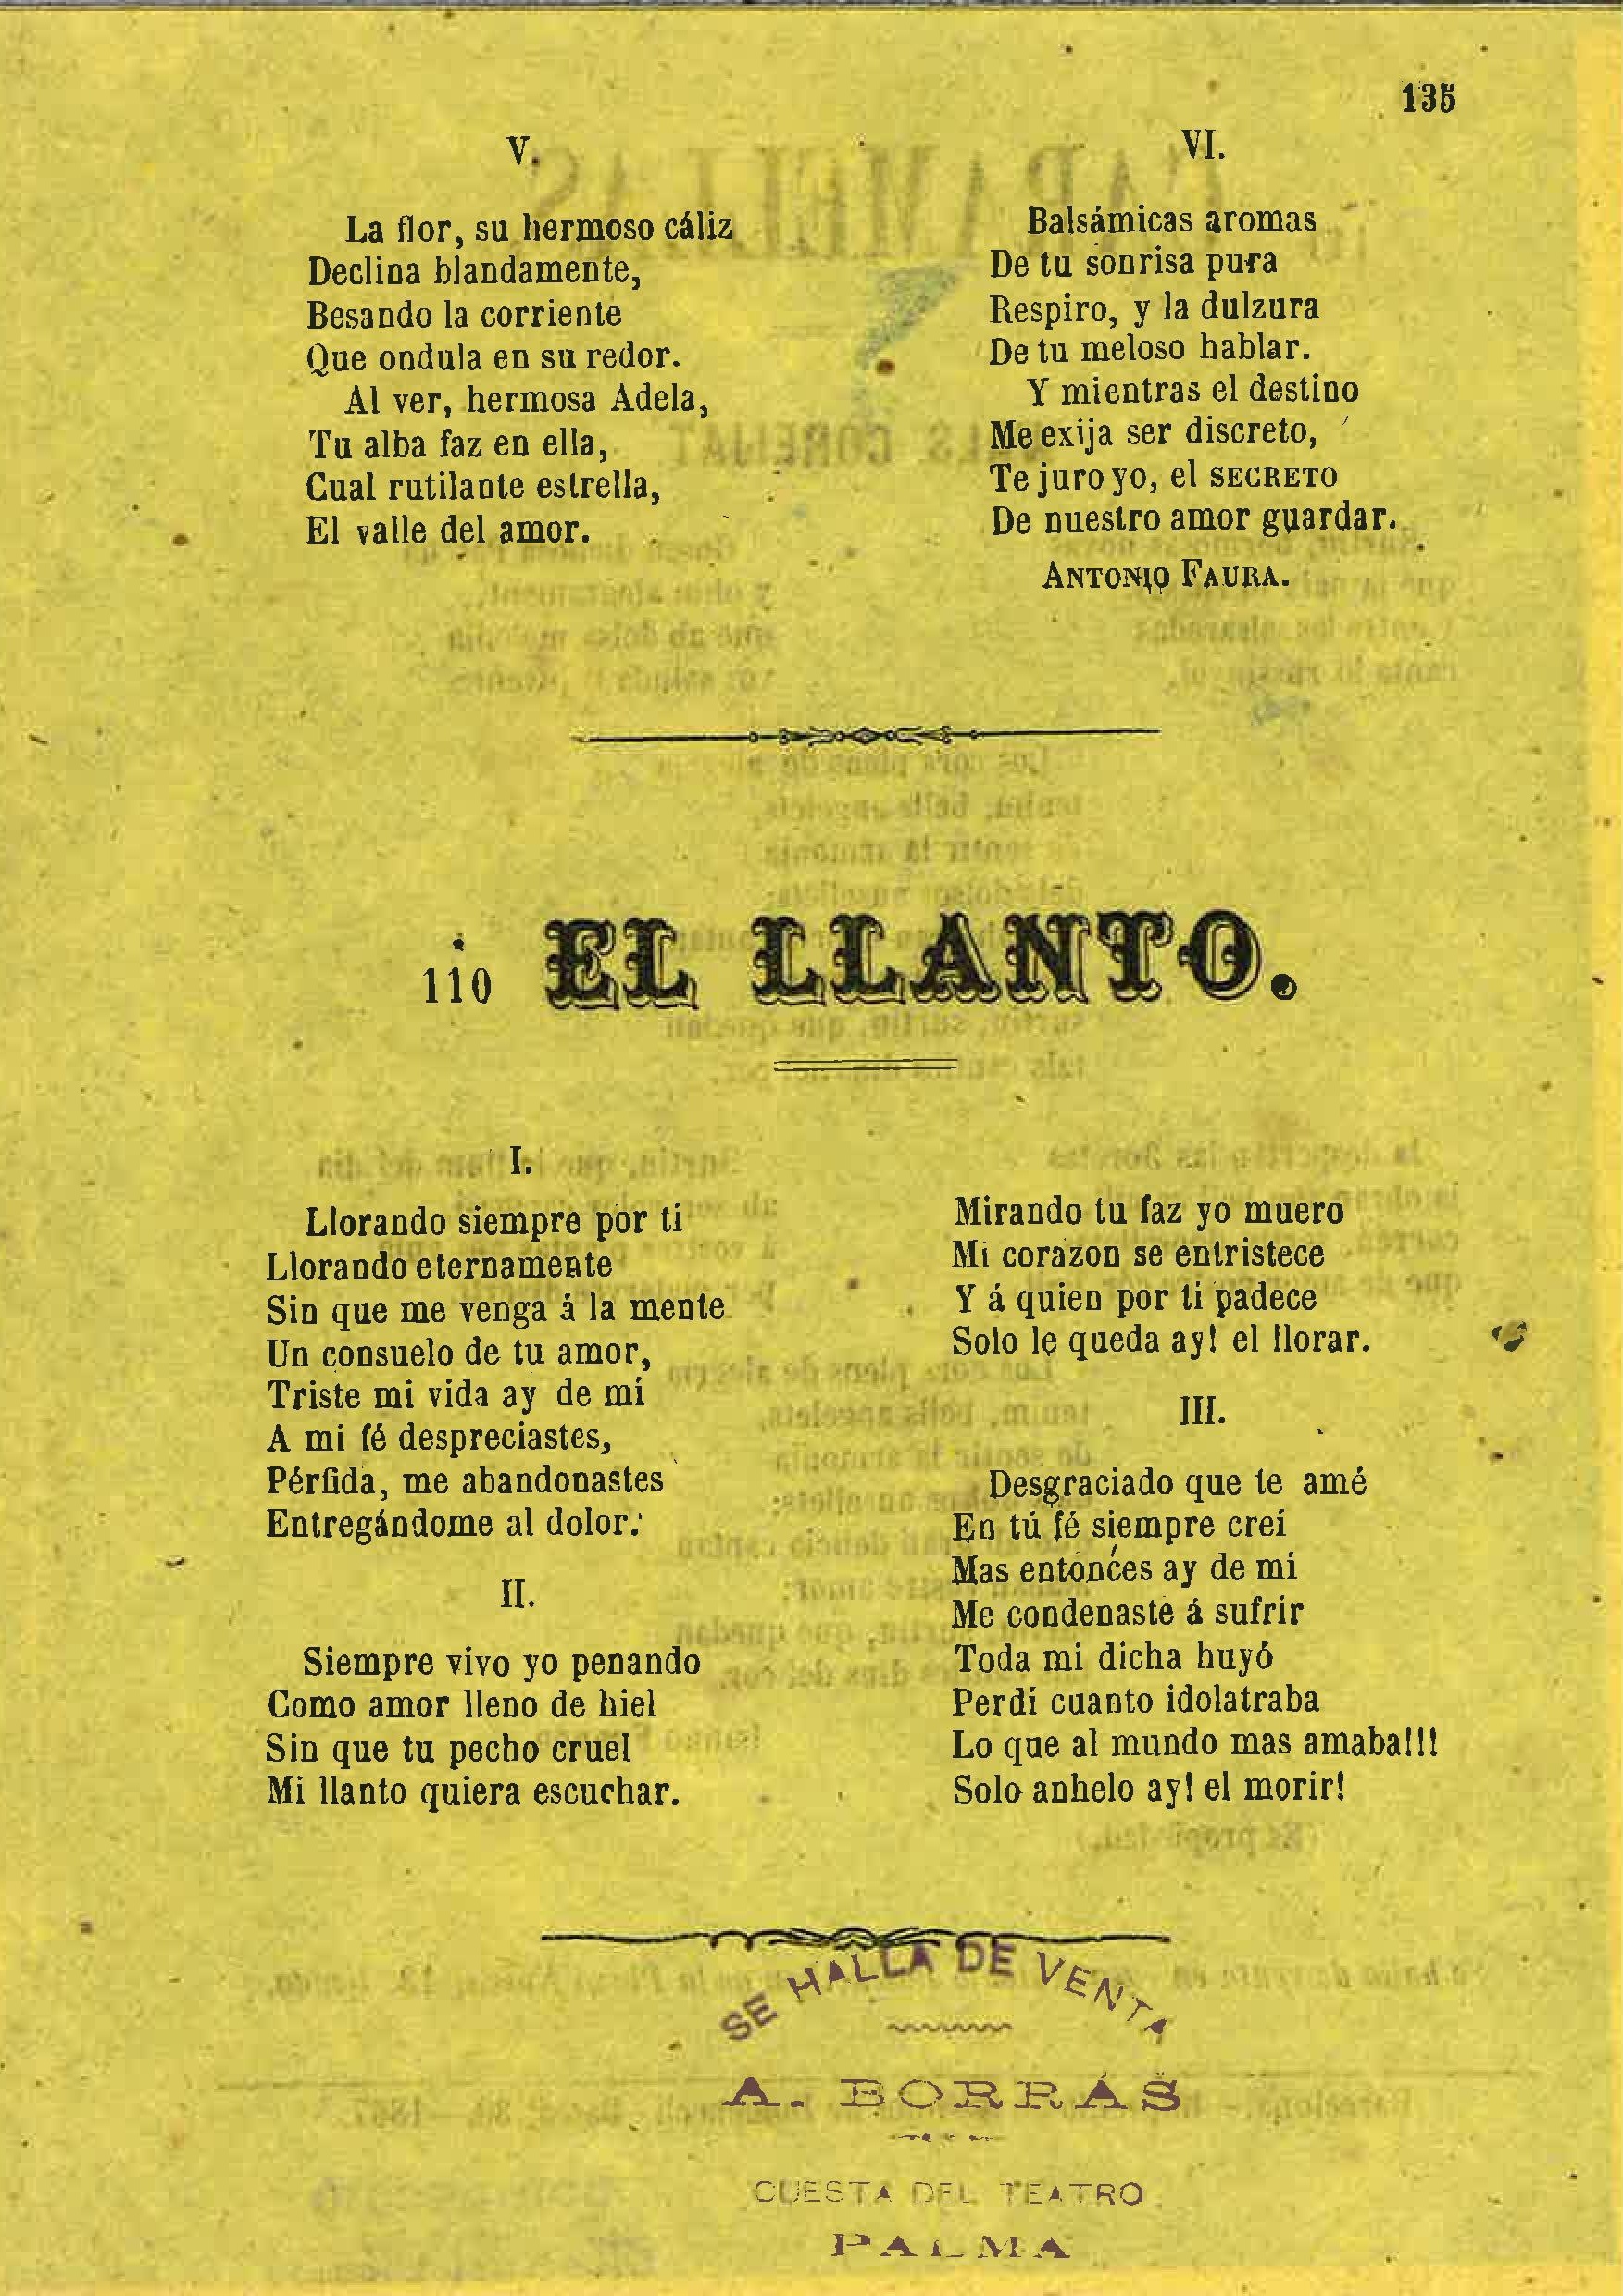 135
V.
La flor, su hermoso cáliz
Declina blandamente,
Besando la corriente
Que ondula en su redor.
Al ver, hermosa Adela,
Tu alba faz en ella,
Cual rutilante estrella,
El valle del amor.
VI.
Balsámicas aromas
De tu sonrisa pura
Respiro, y la dulzura
De tu meloso hablar.
Y mientras el destino
Me exija ser discreto,
Te juro yo, el SECRETO
De nuestro amor guardar.
ANTONIO FAURA.
110 EL LLANTO.
I.
Llorando siempre por ti
Llorando eternamente
Sin que me venga á la mente
Un consuelo de tu amor,
Triste mi vida ay de mí
A mi fé despreciastes,
Pérfida, me abandonastes
Entregándome al dolor.
II.
Siempre vivo yo penando
Como amor lleno de hiel
Sin que tu pecho cruel
Mi llanto quiera escuchar.
Mirando tu faz yo muero
Mi corazon se entristece
Y á quien por ti padece
Solo le queda ay! el llorar.
III.
Desgraciado que te amé
En tú fé siempre crei
Mas entonces ay de mi
Me condenaste á sufrir
Toda mi dicha huyó
Perdí cuanto idolatraba
Lo que al mundo mas amaba!!!
Solo anhelo ay! el morir!
SE HALLA DE VENTA
A. BORRÁS
CUESTA DEL TEATRO
PALMA